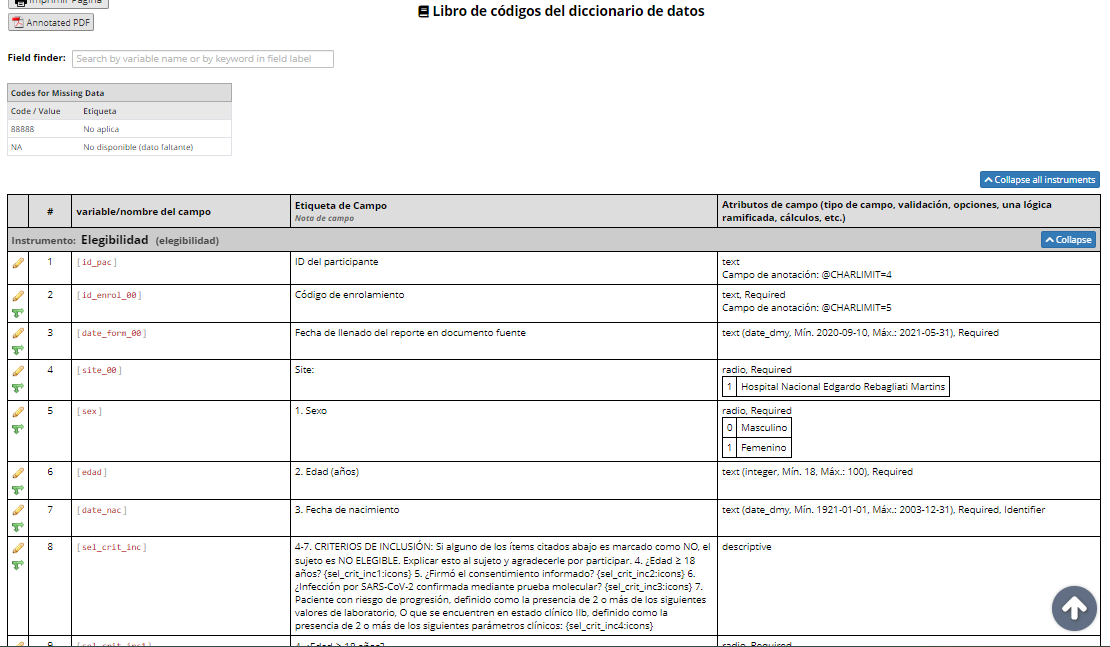 Imprimir Página
Annotated PDF
Libro de códigos del diccionario de datos
Field finder: Search by variable name or by keyword in field label
Codes for Missing Data
Code / Value Etiqueta
88888 No aplica
NA No disponible (dato faltante)
Collapse all instruments
# variable/nombre del campo Etiqueta de Campo Atributos de campo (tipo de campo, validación, opciones, una lógica
Nota de campo ramificada, cálculos, etc.)
Instrumento: Elegibilidad (elegibilidad) Collapse
1 [id_pac] ID del participante text
Campo de anotación: @CHARLIMIT=4
2 [id_enrol_00] Código de enrolamiento text, Required
Campo de anotación: @CHARLIMIT=5
3 [date_form_00] Fecha de llenado del reporte en documento fuente text (date_dmy, Mín. 2020-09-10, Máx.: 2021-05-31), Required
4 [site_00] Site: radio, Required
1 Hospital Nacional Edgardo Rebagliati Martins
5 [sex] 1. Sexo radio, Required
0 Masculino
1 Femenino
6 [edad] 2. Edad (años) text (integer, Mín. 18, Máx.: 100), Required
7 [date_nac] 3. Fecha de nacimiento text (date_dmy, Mín. 1921-01-01, Máx.: 2003-12-31), Required, Identifier
8 [sel_crit_inc] 4-7. CRITERIOS DE INCLUSIÓN: Si alguno de los ítems citados abajo es marcado como NO, el descriptive
sujeto es NO ELEGIBLE. Explicar esto al sujeto y agradecerle por participar. 4. ¿Edad ≥ 18
años? {sel_crit_inc1:icons} 5. ¿Firmó el consentimiento informado? {sel_crit_inc2:icons} 6.
¿Infección por SARS-CoV-2 confirmada mediante prueba molecular? {sel_crit_inc3:icons} 7.
Paciente con riesgo de progresión, definido como la presencia de 2 o más de los siguientes
valores de laboratorio, O que se encuentren en estado clínico IIb, definido como la
presencia de 2 o más de los siguientes parámetros clínicos: {sel_crit_inc4:icons}
9 [sel_crit_inc1] 4. ¿Edad ≥ 18 años? radio, Required